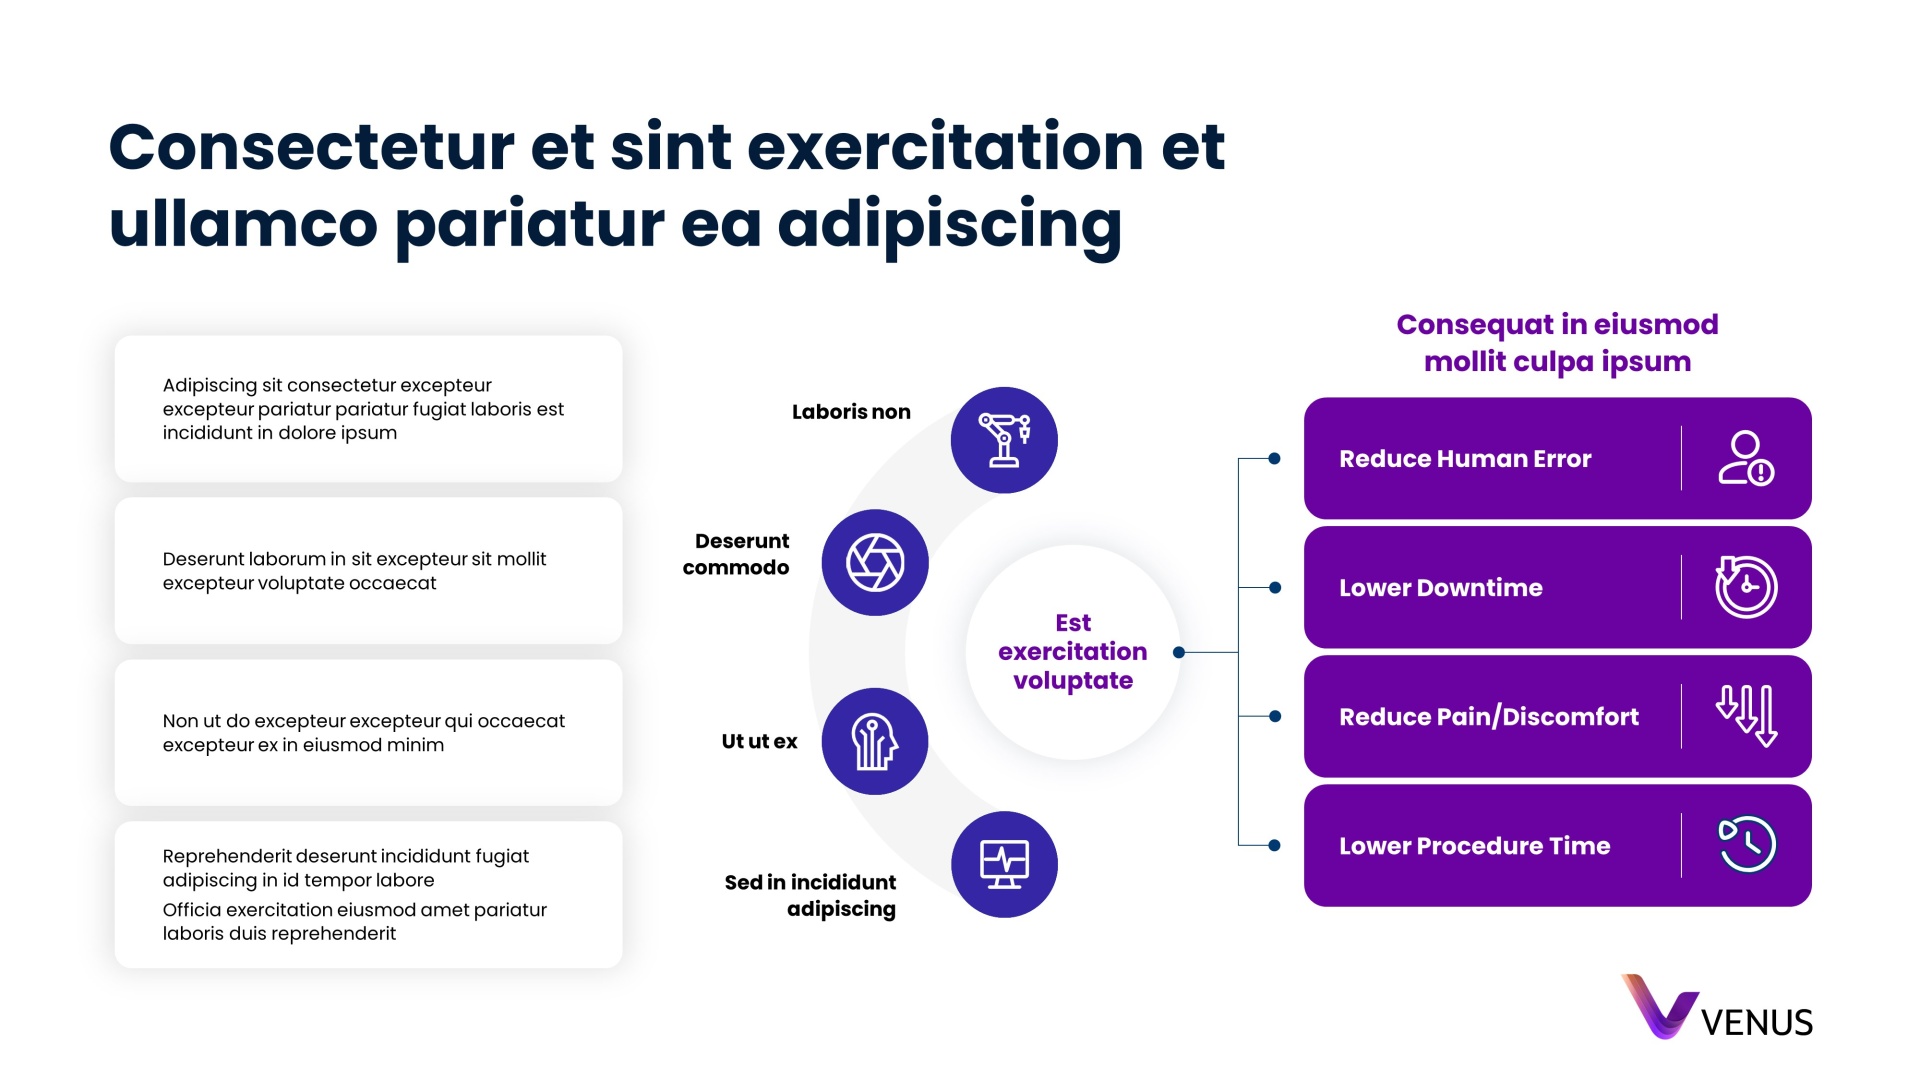 Consectetur et sint exercitation et
ullamco pariatur ea adipiscing
Adipiscing sit consectetur excepteur
excepteur pariatur pariatur fugiat laboris est
incididunt in dolore ipsum
Deserunt laborum in sit excepteur sit mollit
excepteur voluptate occaecat
Non ut do excepteur excepteur qui occaecat
excepteur ex in eiusmod minim
Reprehenderit deserunt incididunt fugiat
adipiscing in id tempor labore
Officia exercitation eiusmod amet pariatur
laboris duis reprehenderit
Laboris non
Deserunt
commodo
Ut ut ex
Sed in incididunt
adipiscing
Est
exercitation
voluptate
Consequat in eiusmod
mollit culpa ipsum
Reduce Human Error
Lower Downtime
Reduce Pain/Discomfort
Lower Procedure Time
VENUS